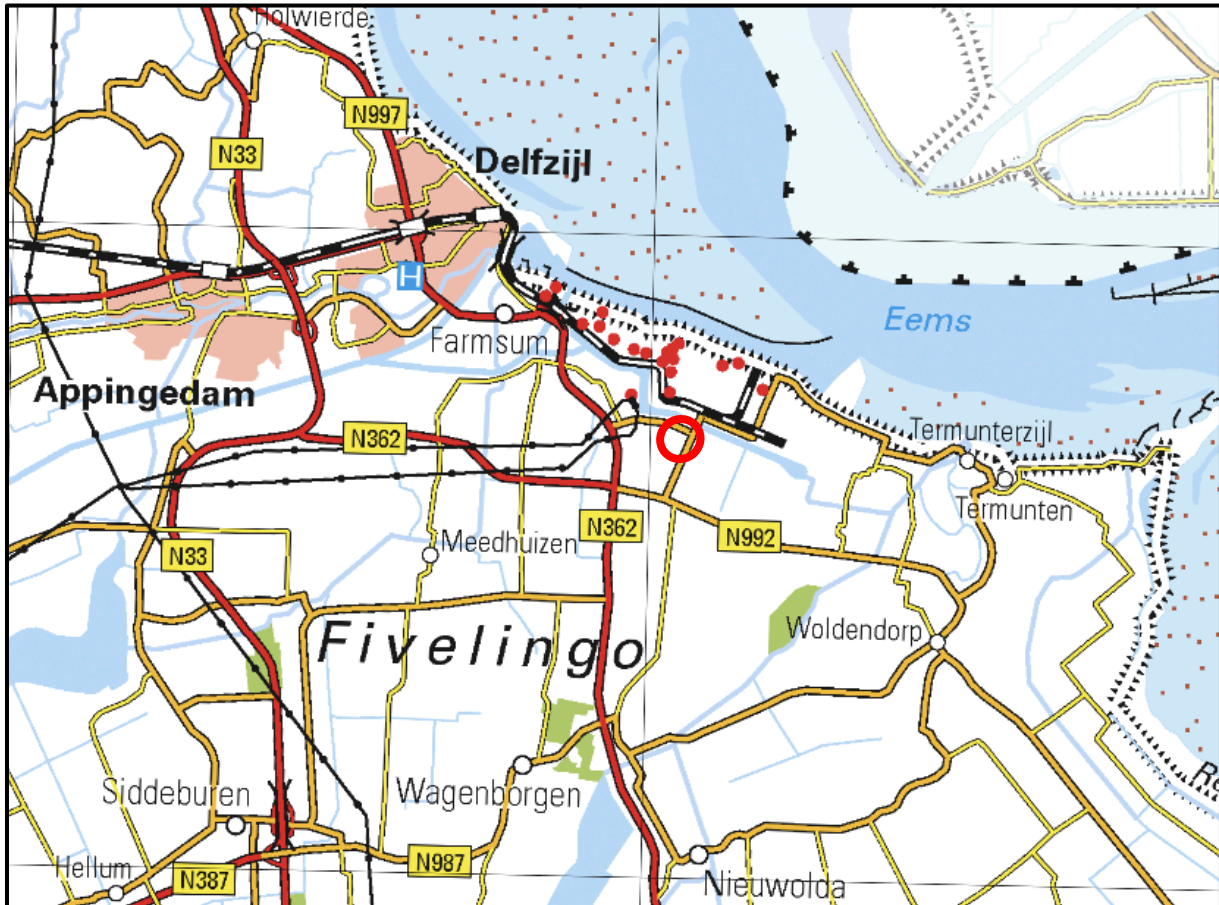 Holwierde
N997
N33
Delfzijl
H
Eems
Farmsum
Appingedam
N362
Termunterzijl
Termunten
N362
N992
Meedhuizen
N33
Fivelingo
Woldendorp
Wagenborgen
Siddeburen
Hellum
N987
N387
Nieuwolda